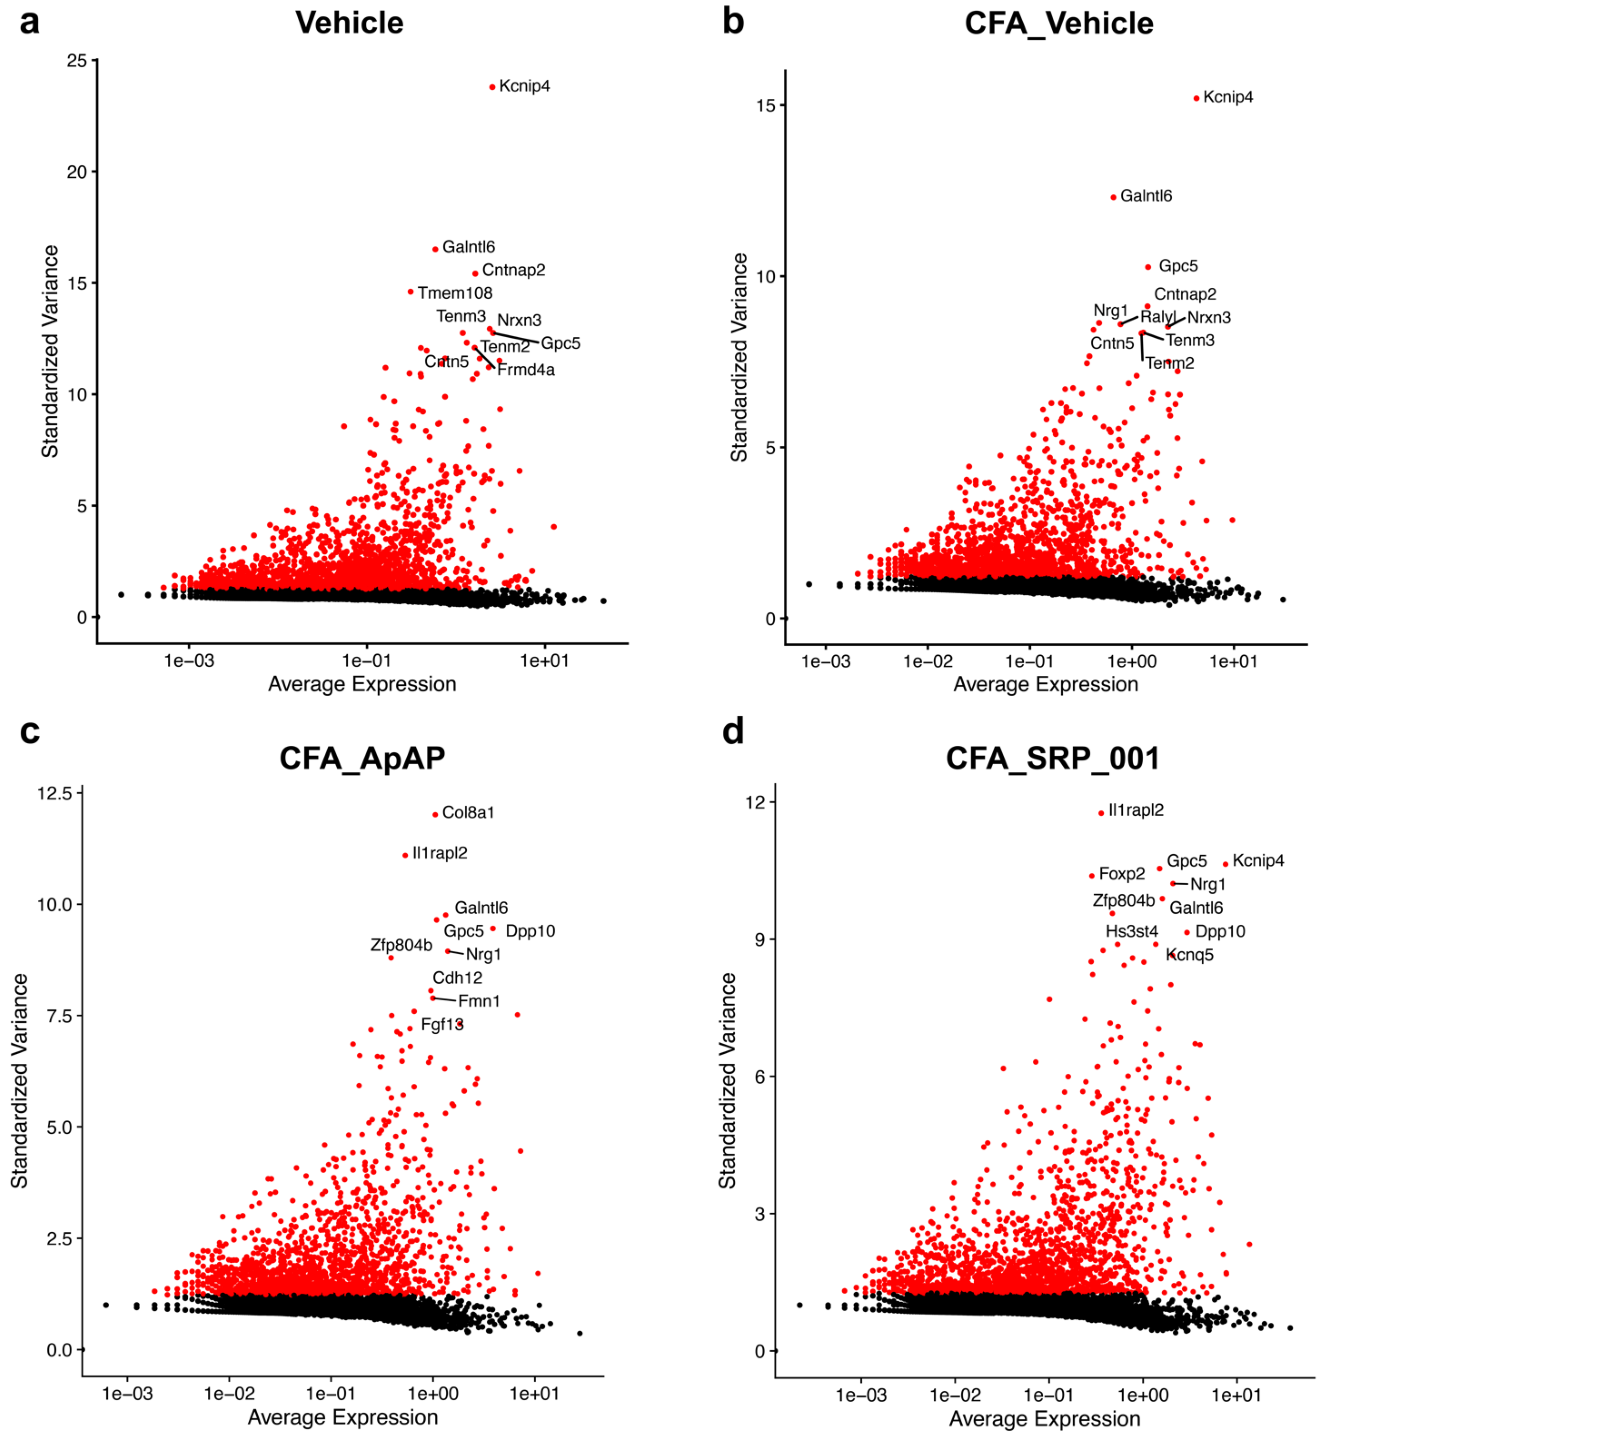 a
Vehicle
25
20
15
10
5
0
Standardized Variance
Kcnip4
Galntl6
Cntnap2
Tmem108
Tenm3
Nrxn3
Gpc5
Tenm2
Cntn5
Frmd4a
1e−03
1e−01
1e+01
Average Expression
b
CFA_Vehicle
15
10
5
0
Standardized Variance
Kcnip4
Galntl6
Gpc5
Cntnap2
Nrg1
Ralyl
Nrxn3
Cntn5
Tenm3
Tenm2
1e−03
1e−02
1e−01
1e+00
1e+01
Average Expression
c
CFA_ApAP
12.5
10.0
7.5
5.0
2.5
0.0
Standardized Variance
Col8a1
Il1rapl2
Galntl6
Gpc5
Dpp10
Zfp804b
Nrg1
Cdh12
Fmn1
Fgf13
1e−03
1e−02
1e−01
1e+00
1e+01
Average Expression
d
CFA_SRP_001
12
9
6
3
0
Standardized Variance
Il1rapl2
Gpc5
Kcnip4
Foxp2
Nrg1
Zfp804b
Galntl6
Hs3st4
Dpp10
Kcnq5
1e−03
1e−02
1e−01
1e+00
1e+01
Average Expression